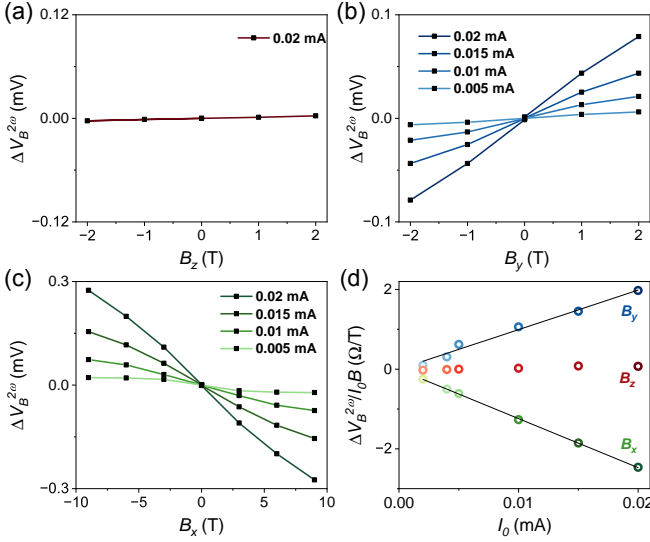 (a)
0.12
0.00
−0.12
ΔV_B^{2ω} (mV)
0.02 mA
−2 −1 0 1 2
B_z (T)
(b)
0.1
0.0
−0.1
ΔV_B^{2ω} (mV)
0.02 mA
0.015 mA
0.01 mA
0.005 mA
−2 −1 0 1 2
B_y (T)
(c)
0.3
0.0
−0.3
ΔV_B^{2ω} (mV)
0.02 mA
0.015 mA
0.01 mA
0.005 mA
−10 −5 0 5 10
B_x (T)
(d)
2
0
−2
ΔV_B^{2ω}/I_0B (Ω/T)
B_y
B_z
B_x
0.00 0.01 0.02
I_0 (mA)